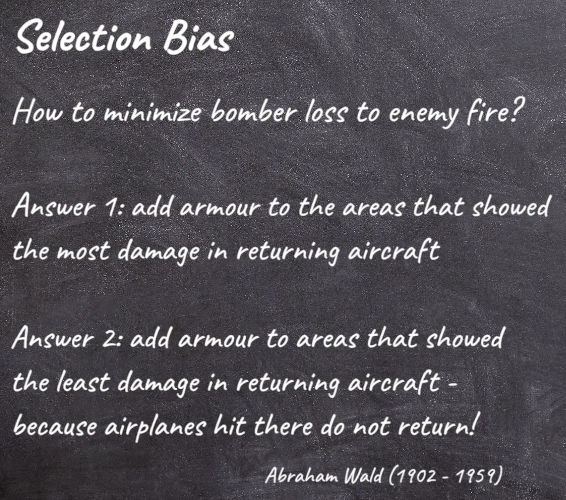 Selection Bias
How to minimize bomber loss to enemy fire?
Answer 1: add armour to the areas that showed
the most damage in returning aircraft
Answer 2: add armour to areas that showed
the least damage in returning aircraft -
because airplanes hit there do not return!
Abraham Wald (1902 - 1959)